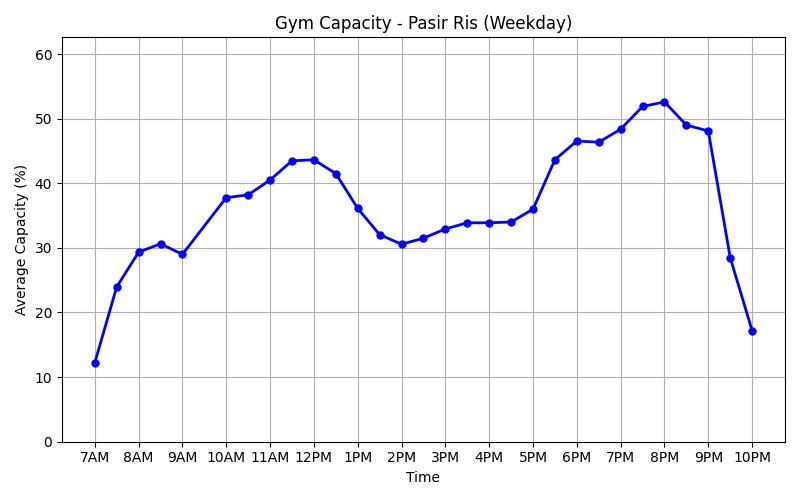 Gym Capacity - Pasir Ris (Weekday)
Average Capacity (%)
60
50
40
30
20
10
0
7AM 8AM 9AM 10AM 11AM 12PM 1PM 2PM 3PM 4PM 5PM 6PM 7PM 8PM 9PM 10PM
Time